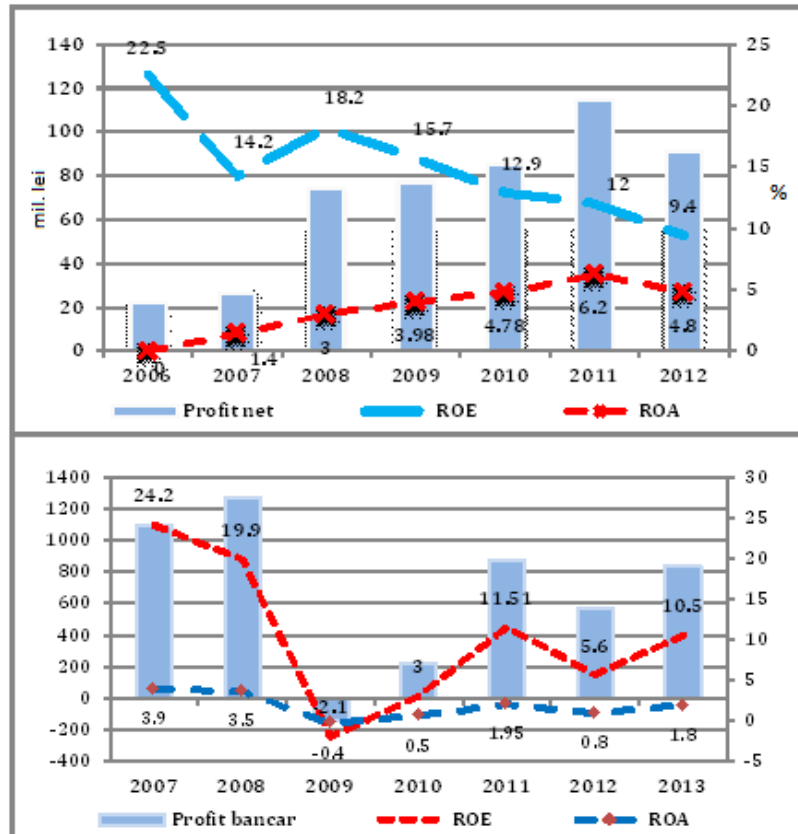 140 25
22.5
120 18.2 20
100 14.2 15.7
12.9
80 12 15
mil. lei %
60 9.4 10
40 5
20 1.4 3 3.98 4.78 6.2 4.8
0 0 0
2006 2007 2008 2009 2010 2011 2012
Profit net ROE ROA
1400 30
24.2
1200 25
19.9
1000 20
800 11.51 15
600 10.5
400 5.6 10
200 3 5
0 -2.1
-200 3.9 3.5 -0.4 0.5 1.95 0.8 1.8 0
-400 -5
2007 2008 2009 2010 2011 2012 2013
Profit bancar ROE ROA